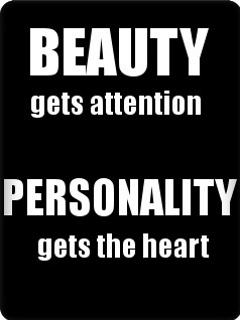 BEAUTY
gets attention
PERSONALITY
gets the heart